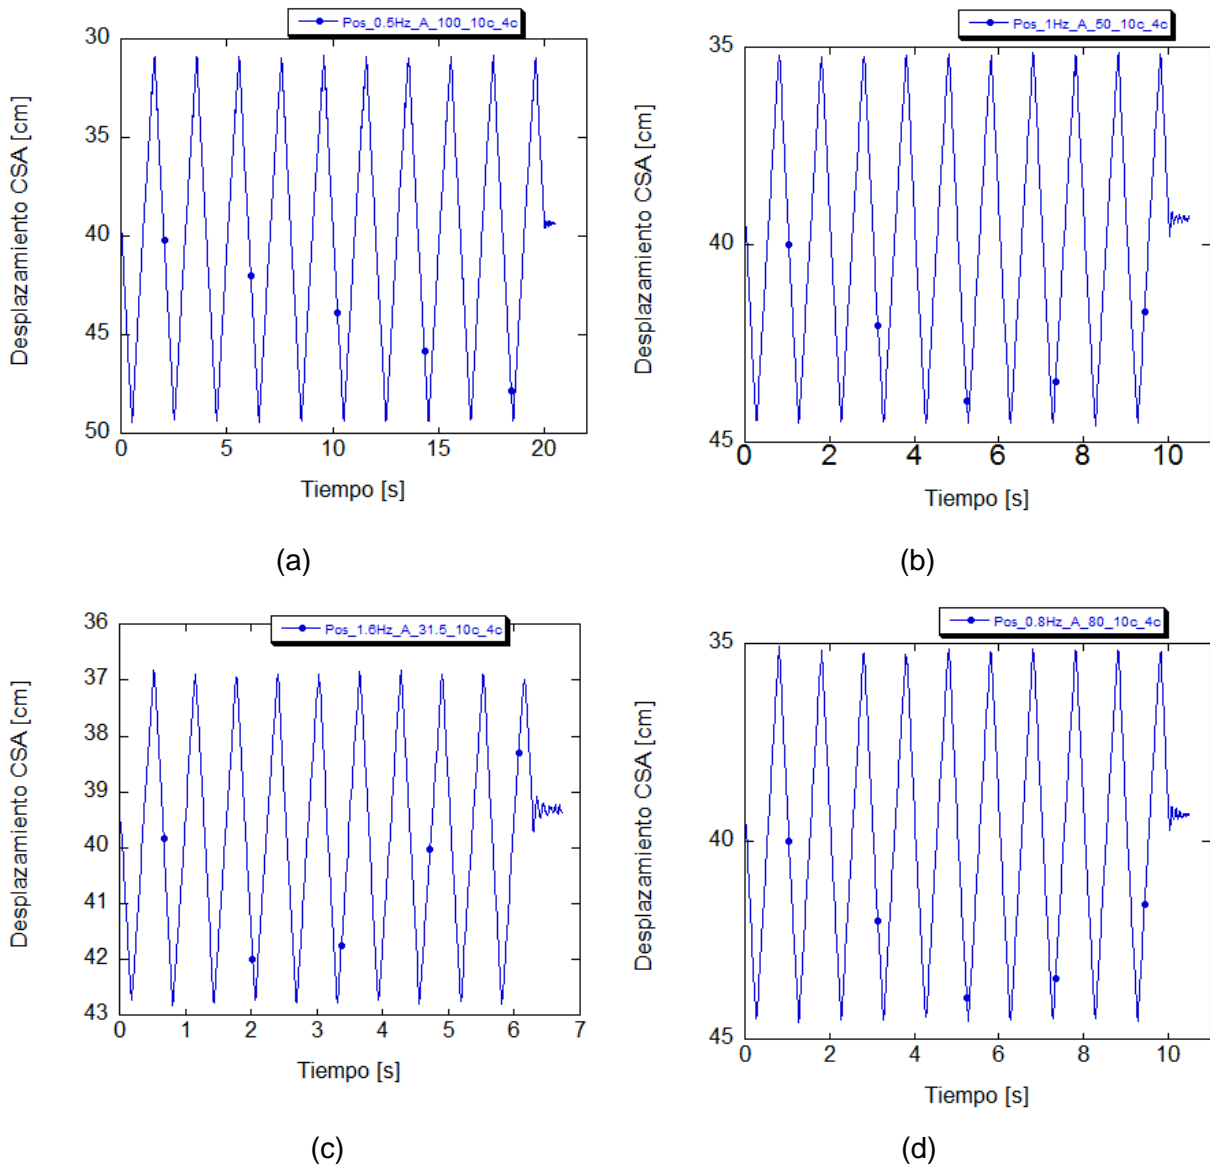 Pos_0.5Hz_A_100_10c_4c
30
35
40
45
50
0 5 10 15 20
Desplazamiento CSA [cm]
Tiempo [s]
(a)
Pos_1Hz_A_50_10c_4c
35
40
45
0 2 4 6 8 10
Desplazamiento CSA [cm]
Tiempo [s]
(b)
Pos_1.6Hz_A_31.5_10c_4c
36
37
38
39
40
41
42
43
0 1 2 3 4 5 6 7
Desplazamiento CSA [cm]
Tiempo [s]
(c)
Pos_0.8Hz_A_80_10c_4c
35
40
45
0 2 4 6 8 10
Desplazamiento CSA [cm]
Tiempo [s]
(d)